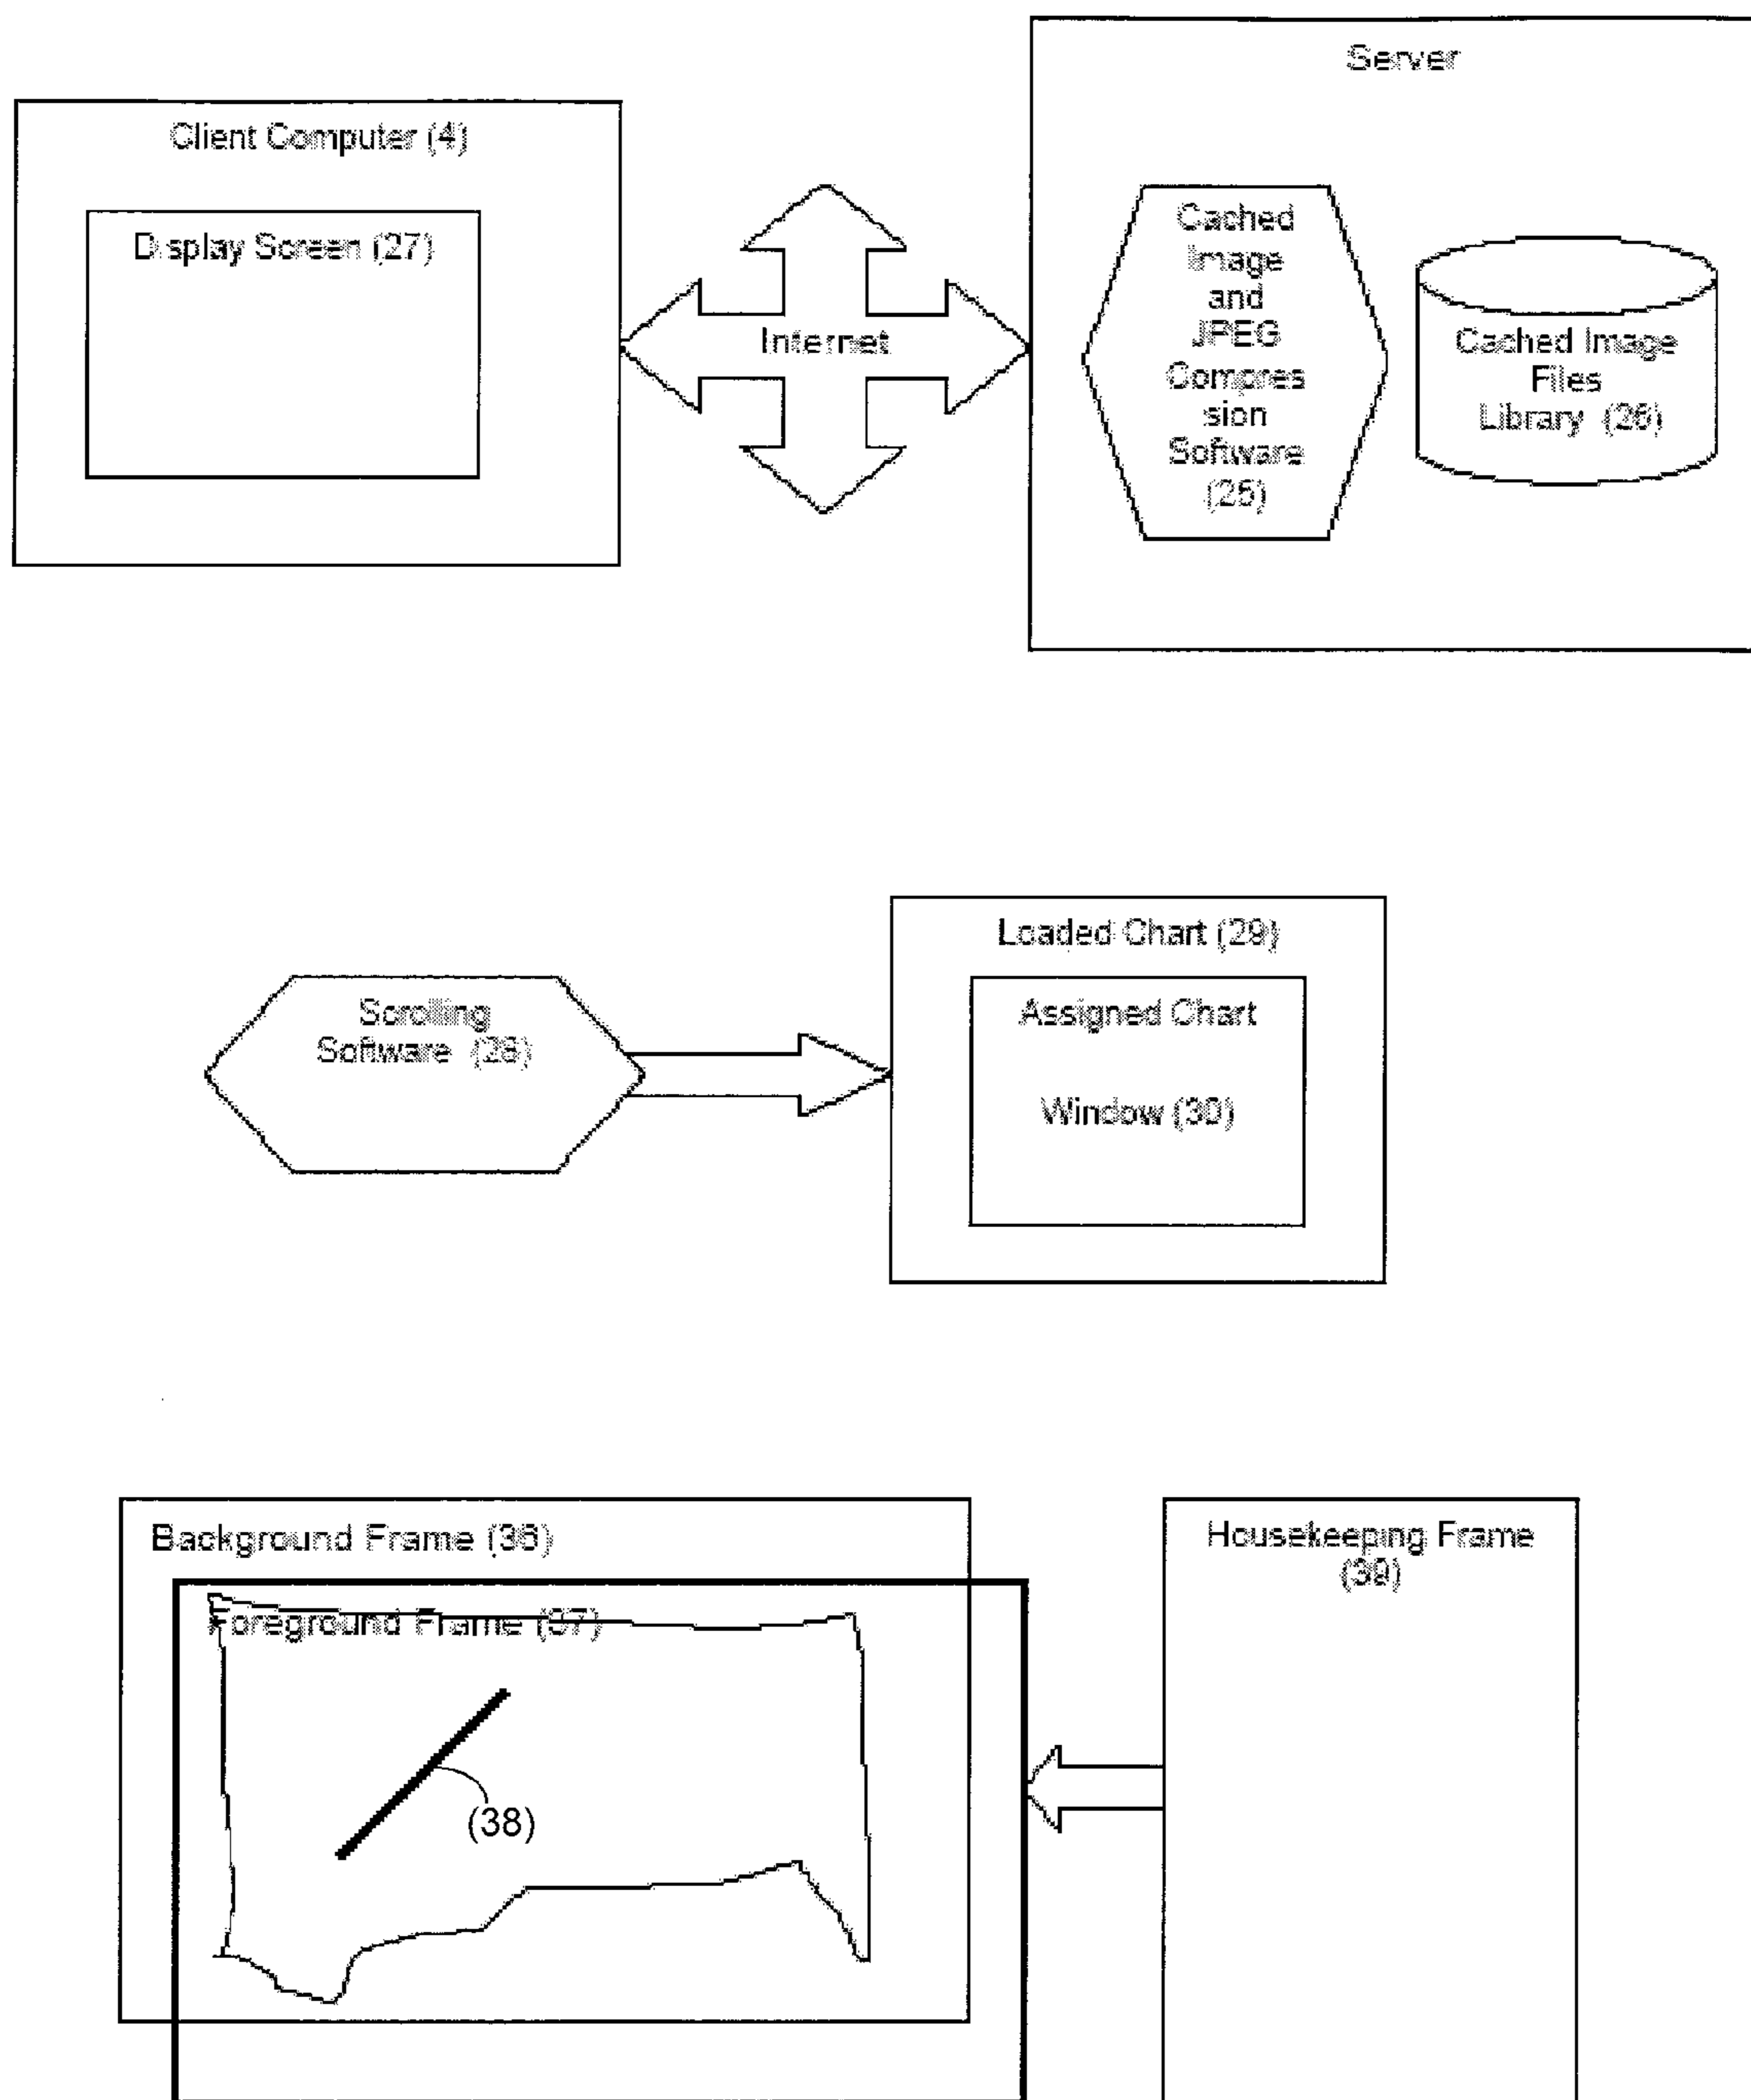 Server
Client Computer (4)
Display Screen (27)
Internet
Cached
Image
and
JPEG
Compres
sion
Software
(25)
Cached Image
Files
Library (26)
Loaded Chart (29)
Scrolling
Software (28)
Assigned Chart
Window (30)
Background Frame (36)
Housekeeping Frame
(39)
Foreground Frame (37)
(38)